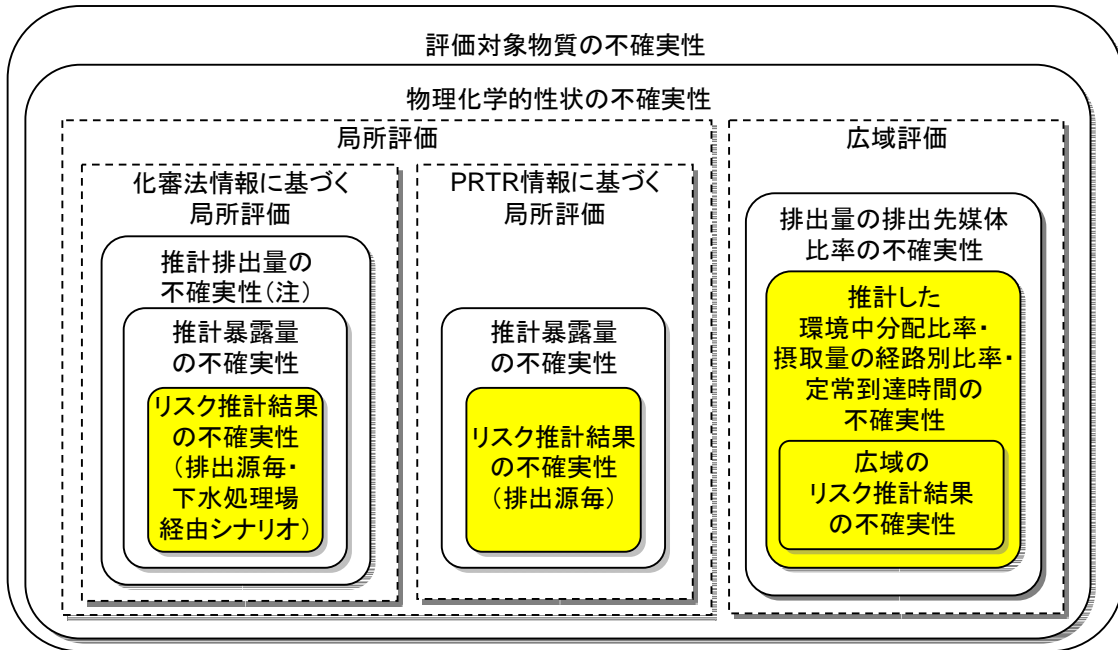 評価対象物質の不確実性
物理化学的性状の不確実性
局所評価
化審法情報に基づく
局所評価
推計排出量の
不確実性(注)
推計暴露量
の不確実性
リスク推計結果
の不確実性
(排出源毎・
下水処理場
経由シナリオ)
PRTR情報に基づく
局所評価
推計暴露量
の不確実性
リスク推計結果
の不確実性
(排出源毎)
広域評価
排出量の排出先媒体
比率の不確実性
推計した
環境中分配比率・
摂取量の経路別比率・
定常到達時間の
不確実性
広域の
リスク推計結果
の不確実性